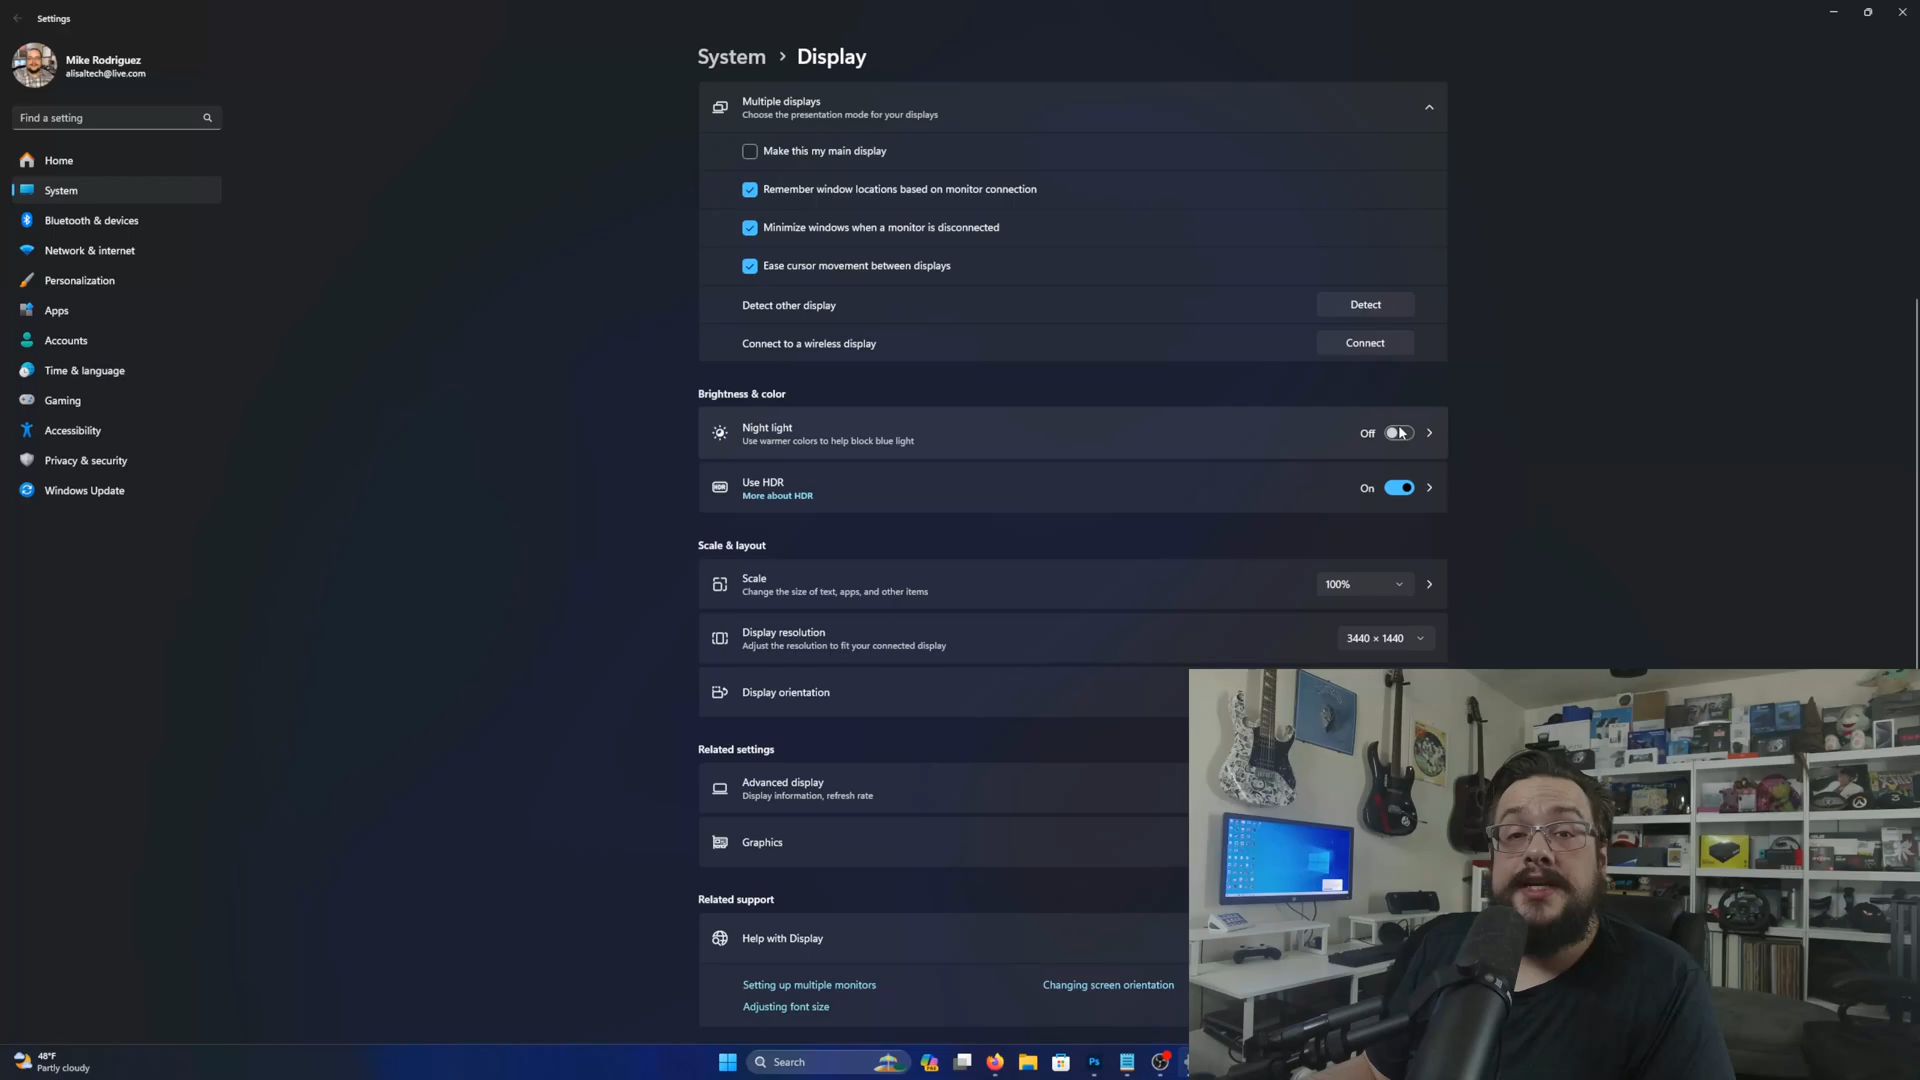 Settings
Mike Rodriguez
alisaltech@live.com
Find a setting
Home
System
Bluetooth & devices
Network & internet
Personalization
Apps
Accounts
Time & language
Gaming
Accessibility
Privacy & security
Windows Update
System > Display
Multiple displays
Choose the presentation mode for your displays
Make this my main display
Remember window locations based on monitor connection
Minimize windows when a monitor is disconnected
Ease cursor movement between displays
Detect other display
Detect
Connect to a wireless display
Connect
Brightness & color
Night light
Use warmer colors to help block blue light
Off
Use HDR
More about HDR
On
Scale & layout
Scale
Change the size of text, apps, and other items
100%
Display resolution
Adjust the resolution to fit your connected display
3440 × 1440
Display orientation
Related settings
Advanced display
Display information, refresh rate
Graphics
Related support
Help with Display
Setting up multiple monitors
Changing screen orientation
Adjusting font size
48°F
Partly cloudy
Search
Ps